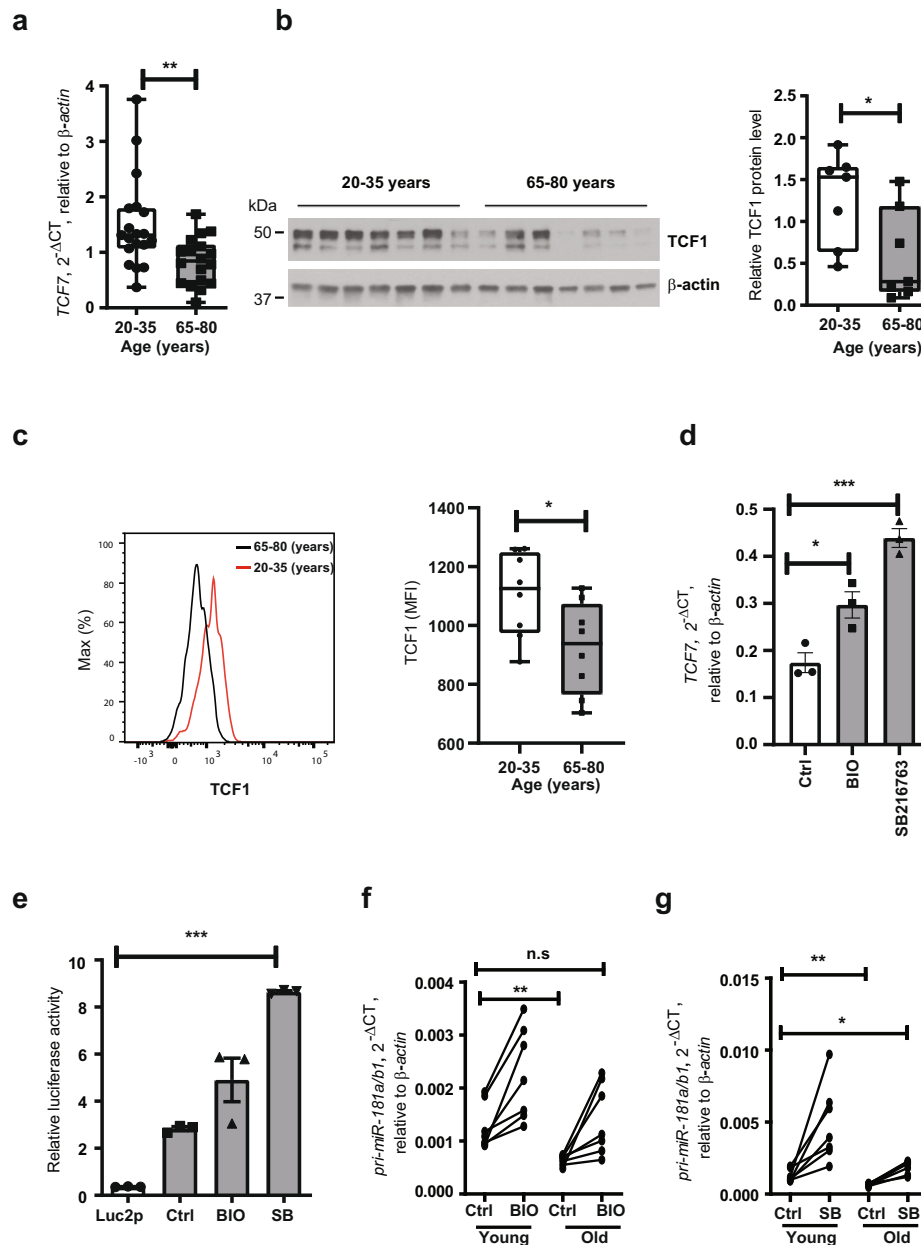 a
**
TCF7, 2^-ΔCT, relative to β-actin
4
3
2
1
0
20-35
65-80
Age (years)
b
20-35 years
65-80 years
kDa
50
TCF1
β-actin
37
*
Relative TCF1 protein level
2.5
2.0
1.5
1.0
0.5
0.0
20-35
65-80
Age (years)
c
65-80 (years)
20-35 (years)
Max (%)
100
80
60
40
20
0
-10^3
0
10^3
10^4
10^5
TCF1
*
TCF1 (MFI)
1400
1200
1000
800
600
20-35
65-80
Age (years)
d
***
*
TCF7, 2^-ΔCT,
relative to β-actin
0.5
0.4
0.3
0.2
0.1
0.0
Ctrl
BIO
SB216763
e
***
Relative luciferase activity
10
8
6
4
2
0
Luc2p
Ctrl
BIO
SB
f
n.s
**
pri-miR-181a/b1, 2^-ΔCT,
relative to β-actin
0.004
0.003
0.002
0.001
0.000
Ctrl BIO Ctrl BIO
Young Old
g
**
*
pri-miR-181a/b1, 2^-ΔCT,
relative to β-actin
0.015
0.010
0.005
0.000
Ctrl SB Ctrl SB
Young Old